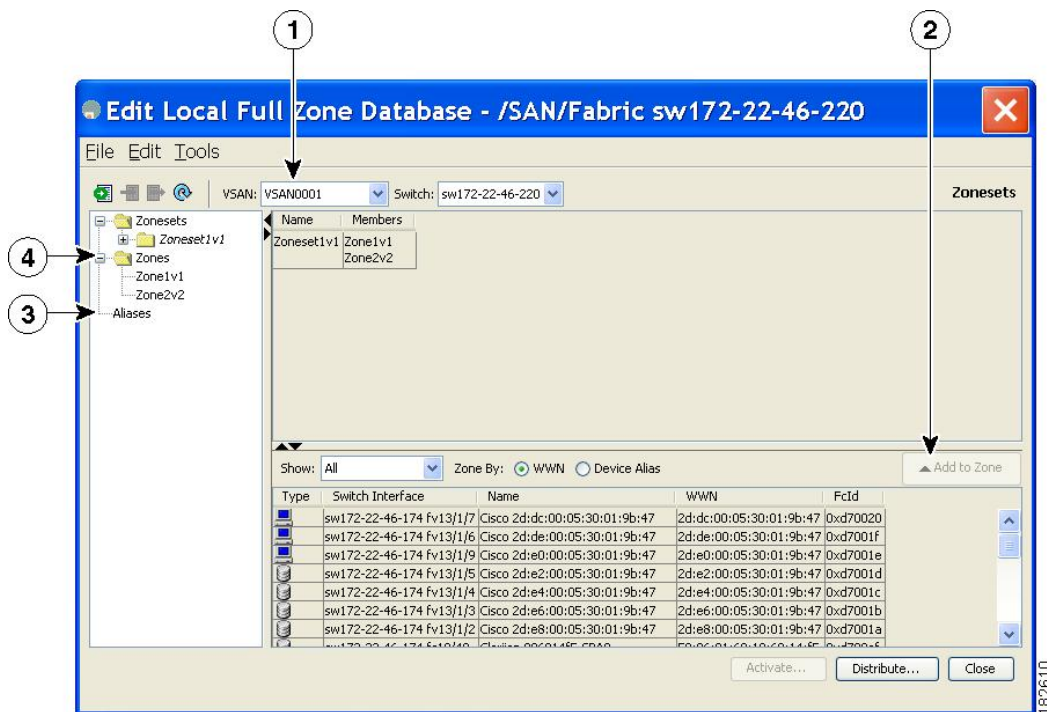 1
2
Edit Local Full Zone Database - /SAN/Fabric sw172-22-46-220
File Edit Tools
VSAN: VSAN0001 Switch: sw172-22-46-220 Zonesets
Zonesets
Zoneset1v1
Zones
Zone1v1
Zone2v2
Aliases
4
3
Name Members
Zoneset1v1 Zone1v1
Zone2v2
Show: All Zone By: WWN Device Alias Add to Zone
Type Switch Interface Name WWN FcId
sw172-22-46-174 fv13/1/7 Cisco 2d:dc:00:05:30:01:9b:47 2d:dc:00:05:30:01:9b:47 0xd70020
sw172-22-46-174 fv13/1/6 Cisco 2d:de:00:05:30:01:9b:47 2d:de:00:05:30:01:9b:47 0xd7001f
sw172-22-46-174 fv13/1/9 Cisco 2d:e0:00:05:30:01:9b:47 2d:e0:00:05:30:01:9b:47 0xd7001e
sw172-22-46-174 fv13/1/5 Cisco 2d:e2:00:05:30:01:9b:47 2d:e2:00:05:30:01:9b:47 0xd7001d
sw172-22-46-174 fv13/1/4 Cisco 2d:e4:00:05:30:01:9b:47 2d:e4:00:05:30:01:9b:47 0xd7001c
sw172-22-46-174 fv13/1/3 Cisco 2d:e6:00:05:30:01:9b:47 2d:e6:00:05:30:01:9b:47 0xd7001b
sw172-22-46-174 fv13/1/2 Cisco 2d:e8:00:05:30:01:9b:47 2d:e8:00:05:30:01:9b:47 0xd7001a
Activate... Distribute... Close
182610